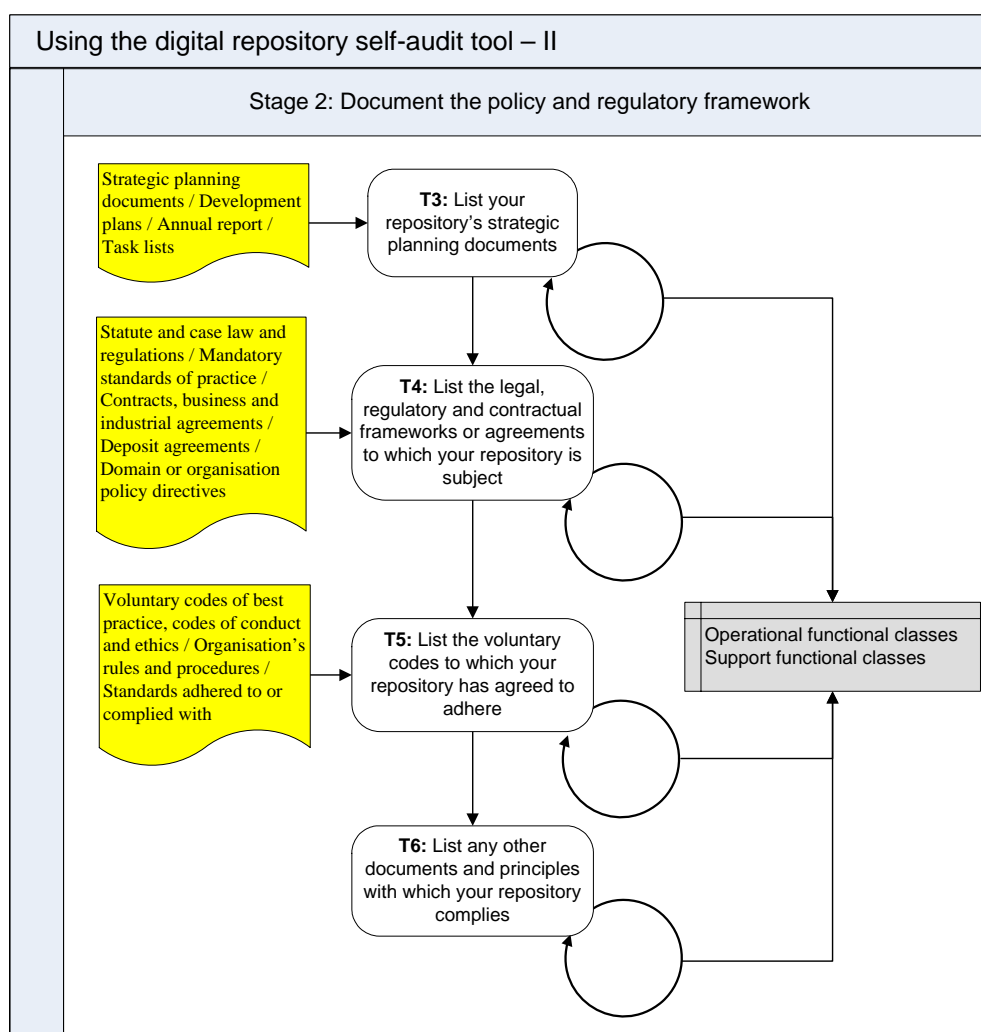 Using the digital repository self-audit tool – II
Stage 2: Document the policy and regulatory framework
Strategic planning
documents / Development
plans / Annual report /
Task lists
T3: List your
repository's strategic
planning documents
Statute and case law and
regulations / Mandatory
standards of practice /
Contracts, business and
industrial agreements /
Deposit agreements /
Domain or organisation
policy directives
T4: List the legal,
regulatory and contractual
frameworks or agreements
to which your repository is
subject
Voluntary codes of best
practice, codes of conduct
and ethics / Organisation's
rules and procedures /
Standards adhered to or
complied with
T5: List the voluntary
codes to which your
repository has agreed to
adhere
Operational functional classes
Support functional classes
T6: List any other
documents and principles
with which your repository
complies